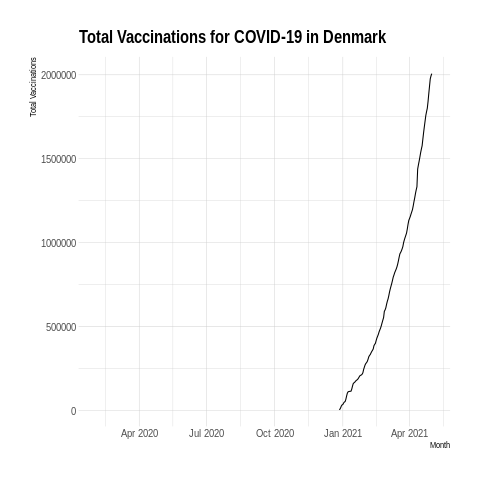 Total Vaccinations for COVID-19 in Denmark
Total Vaccinations
2000000
1500000
1000000
500000
0
Apr 2020 Jul 2020 Oct 2020 Jan 2021 Apr 2021
Month